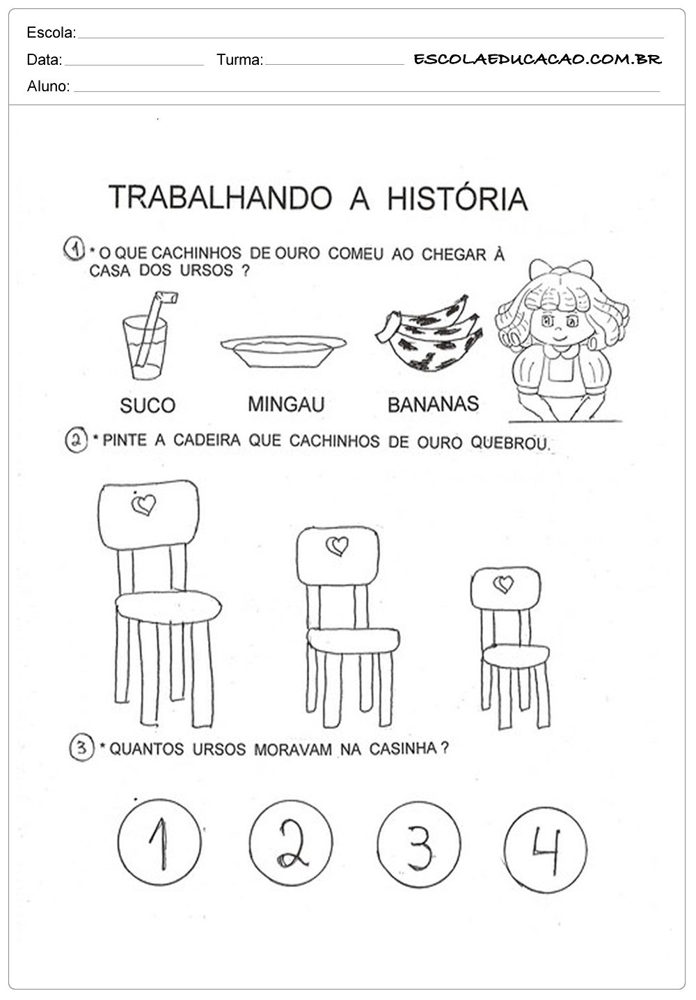 Escola:
Data: Turma: ESCOLAEDUCACAO.COM.BR
Aluno:
TRABALHANDO A HISTÓRIA
1 * O QUE CACHINHOS DE OURO COMEU AO CHEGAR À
CASA DOS URSOS ?
SUCO MINGAU BANANAS
2 * PINTE A CADEIRA QUE CACHINHOS DE OURO QUEBROU.
3 * QUANTOS URSOS MORAVAM NA CASINHA ?
1 2 3 4